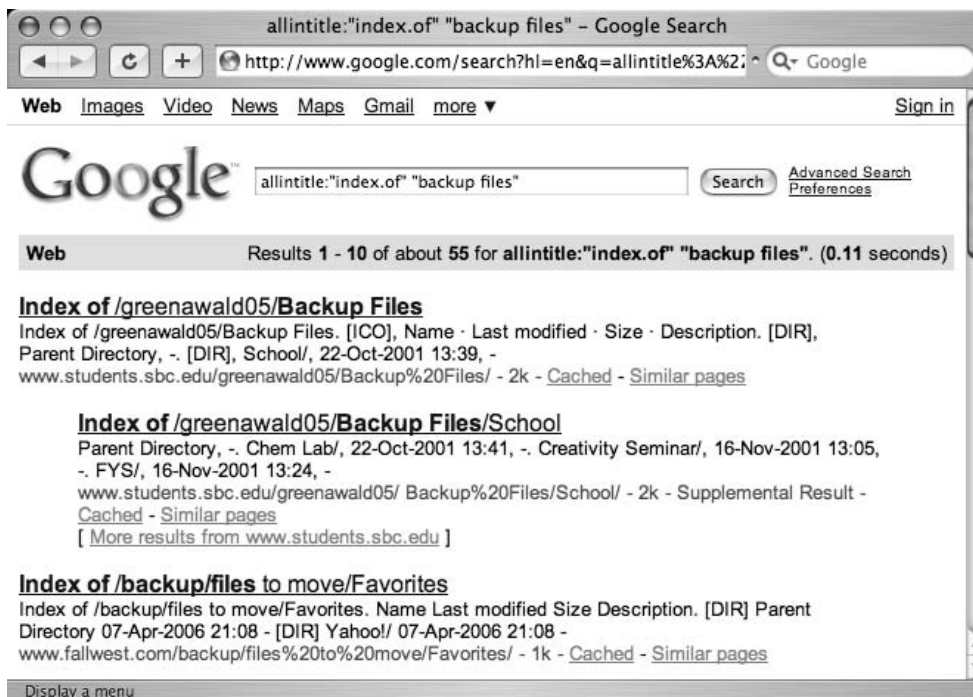 allintitle:"index.of" "backup files" – Google Search
http://www.google.com/search?hl=en&q=allintitle%3A%2
Google
Web Images Video News Maps Gmail more ▼ Sign in
Google™ allintitle:"index.of" "backup files" Search Advanced Search
Preferences
Web Results 1 - 10 of about 55 for allintitle:"index.of" "backup files". (0.11 seconds)
Index of /greenawald05/Backup Files
Index of /greenawald05/Backup Files. [ICO], Name · Last modified · Size · Description. [DIR],
Parent Directory, -. [DIR], School/, 22-Oct-2001 13:39, -
www.students.sbc.edu/greenawald05/Backup%20Files/ - 2k - Cached - Similar pages
Index of /greenawald05/Backup Files/School
Parent Directory, -. Chem Lab/, 22-Oct-2001 13:41, -. Creativity Seminar/, 16-Nov-2001 13:05,
-. FYS/, 16-Nov-2001 13:24, -
www.students.sbc.edu/greenawald05/ Backup%20Files/School/ - 2k - Supplemental Result -
Cached - Similar pages
[ More results from www.students.sbc.edu ]
Index of /backup/files to move/Favorites
Index of /backup/files to move/Favorites. Name Last modified Size Description. [DIR] Parent
Directory 07-Apr-2006 21:08 - [DIR] Yahoo!/ 07-Apr-2006 21:08 -
www.fallwest.com/backup/files%20to%20move/Favorites/ - 1k - Cached - Similar pages
Display a menu